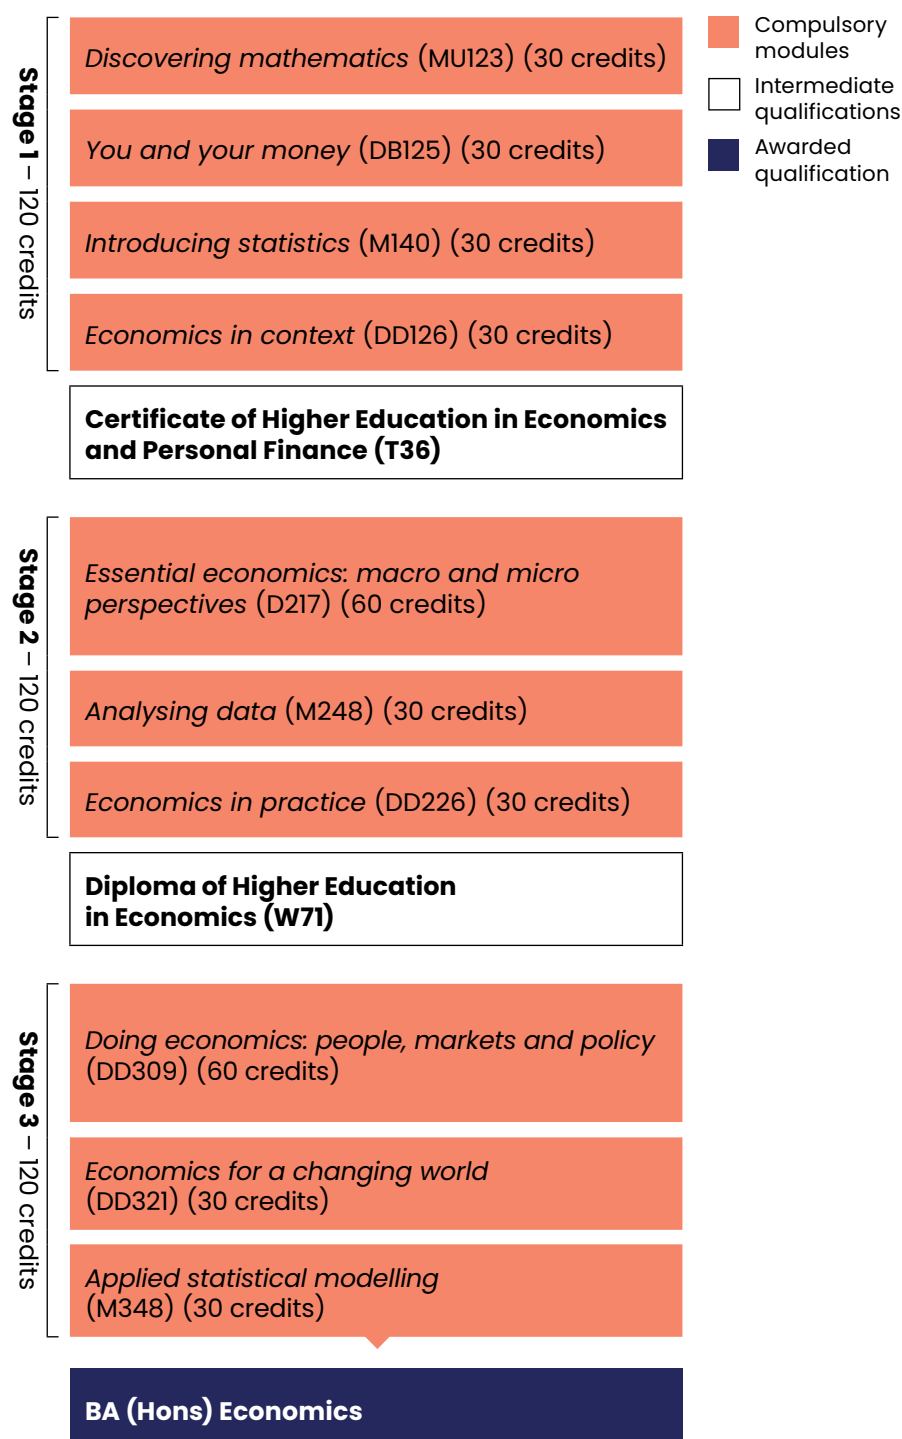 Stage 1 – 120 credits
Discovering mathematics (MU123) (30 credits)
You and your money (DB125) (30 credits)
Introducing statistics (M140) (30 credits)
Economics in context (DD126) (30 credits)
Certificate of Higher Education in Economics
and Personal Finance (T36)
Stage 2 – 120 credits
Essential economics: macro and micro
perspectives (D217) (60 credits)
Analysing data (M248) (30 credits)
Economics in practice (DD226) (30 credits)
Diploma of Higher Education
in Economics (W71)
Stage 3 – 120 credits
Doing economics: people, markets and policy
(DD309) (60 credits)
Economics for a changing world
(DD321) (30 credits)
Applied statistical modelling
(M348) (30 credits)
BA (Hons) Economics
Compulsory
modules
Intermediate
qualifications
Awarded
qualification